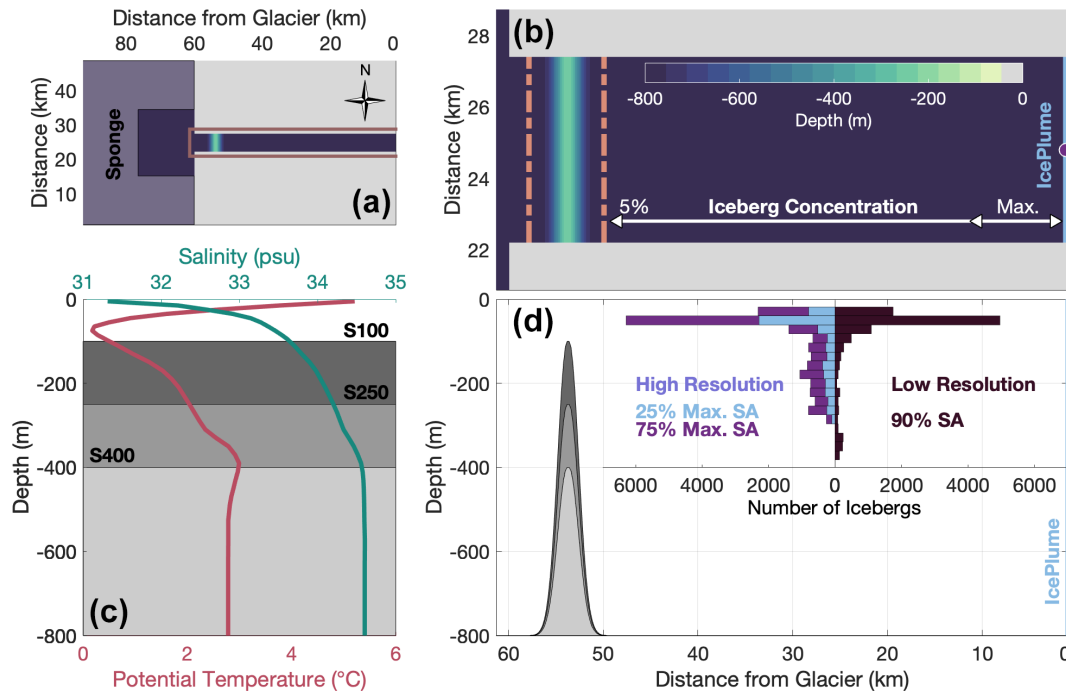 Distance from Glacier (km)
80 60 40 20 0
Distance (km)
50
40
30
20
10
Sponge
N
(a)
(b)
Distance (km)
28
26
24
22
-800 -600 -400 -200 0
Depth (m)
IcePlume
5% Iceberg Concentration Max.
Salinity (psu)
31 32 33 34 35
Depth (m)
0
-200
-400
-600
-800
S100
S250
S400
(c)
0 2 4 6
Potential Temperature (°C)
(d)
Depth (m)
0
-200
-400
-600
-800
High Resolution
25% Max. SA
75% Max. SA
Low Resolution
90% SA
6000 4000 2000 0 2000 4000 6000
Number of Icebergs
IcePlume
60 50 40 30 20 10 0
Distance from Glacier (km)